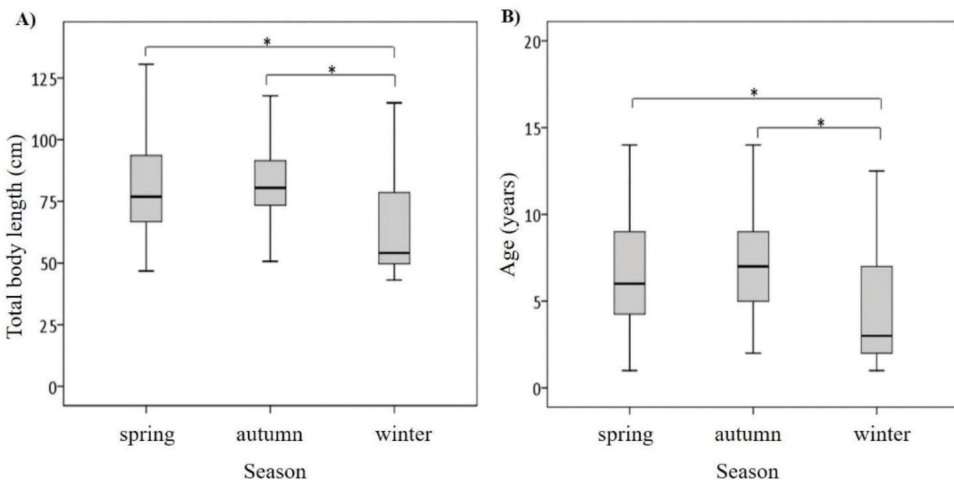 A)
*
*
125
100
75
50
25
0
Total body length (cm)
spring autumn winter
Season
B)
*
*
20
15
10
5
0
Age (years)
spring autumn winter
Season